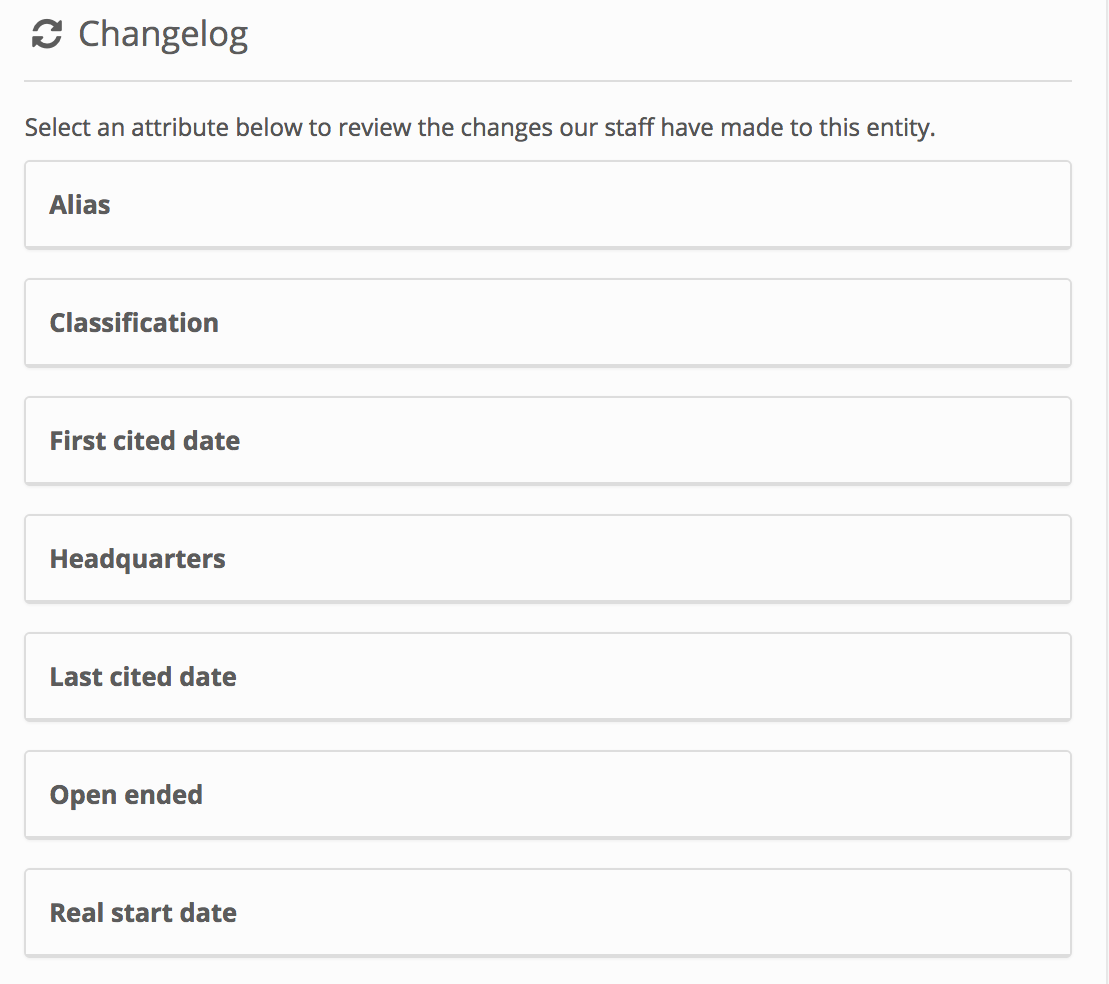 Changelog
Select an attribute below to review the changes our staff have made to this entity.
Alias
Classification
First cited date
Headquarters
Last cited date
Open ended
Real start date